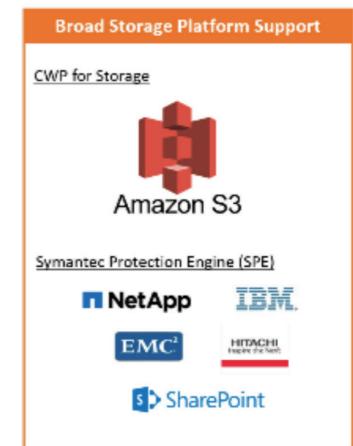 Broad Storage Platform Support
CWP for Storage
Amazon S3
Symantec Protection Engine (SPE)
NetApp IBM.
EMC² HITACHI
Inspire the Next
S SharePoint